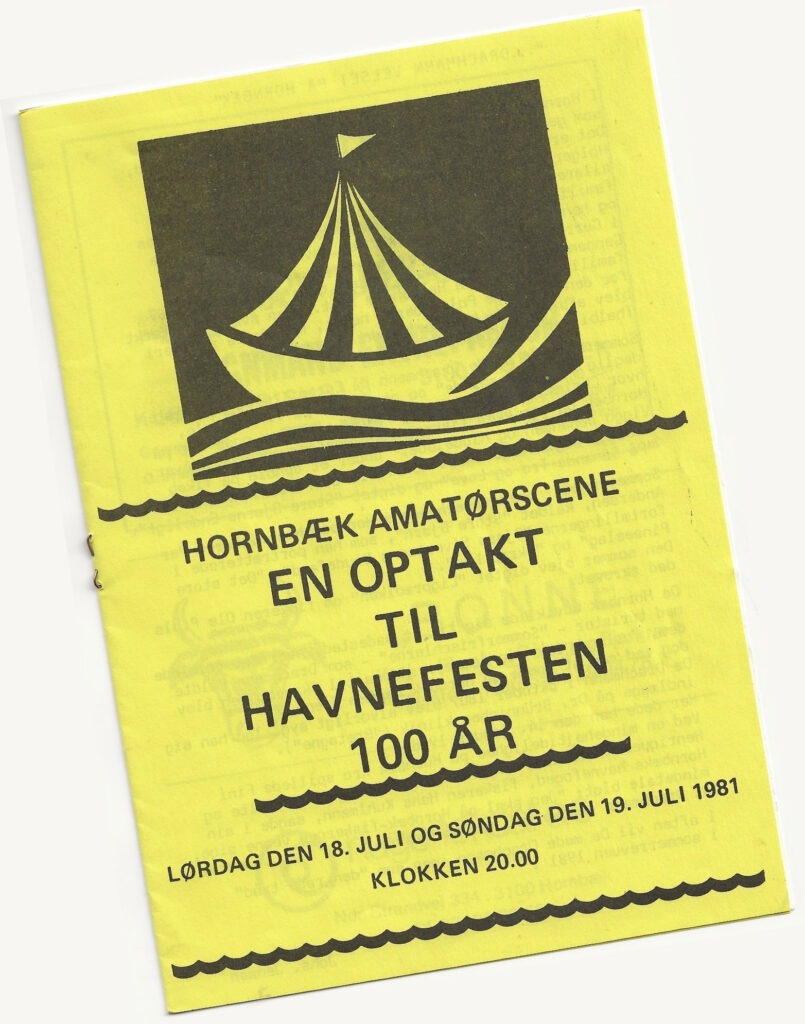 HORNBÆK AMATØRSCENE
EN OPTAKT
TIL
HAVNEFESTEN
100 ÅR
LØRDAG DEN 18. JULI OG SØNDAG DEN 19. JULI 1981
KLOKKEN 20.00